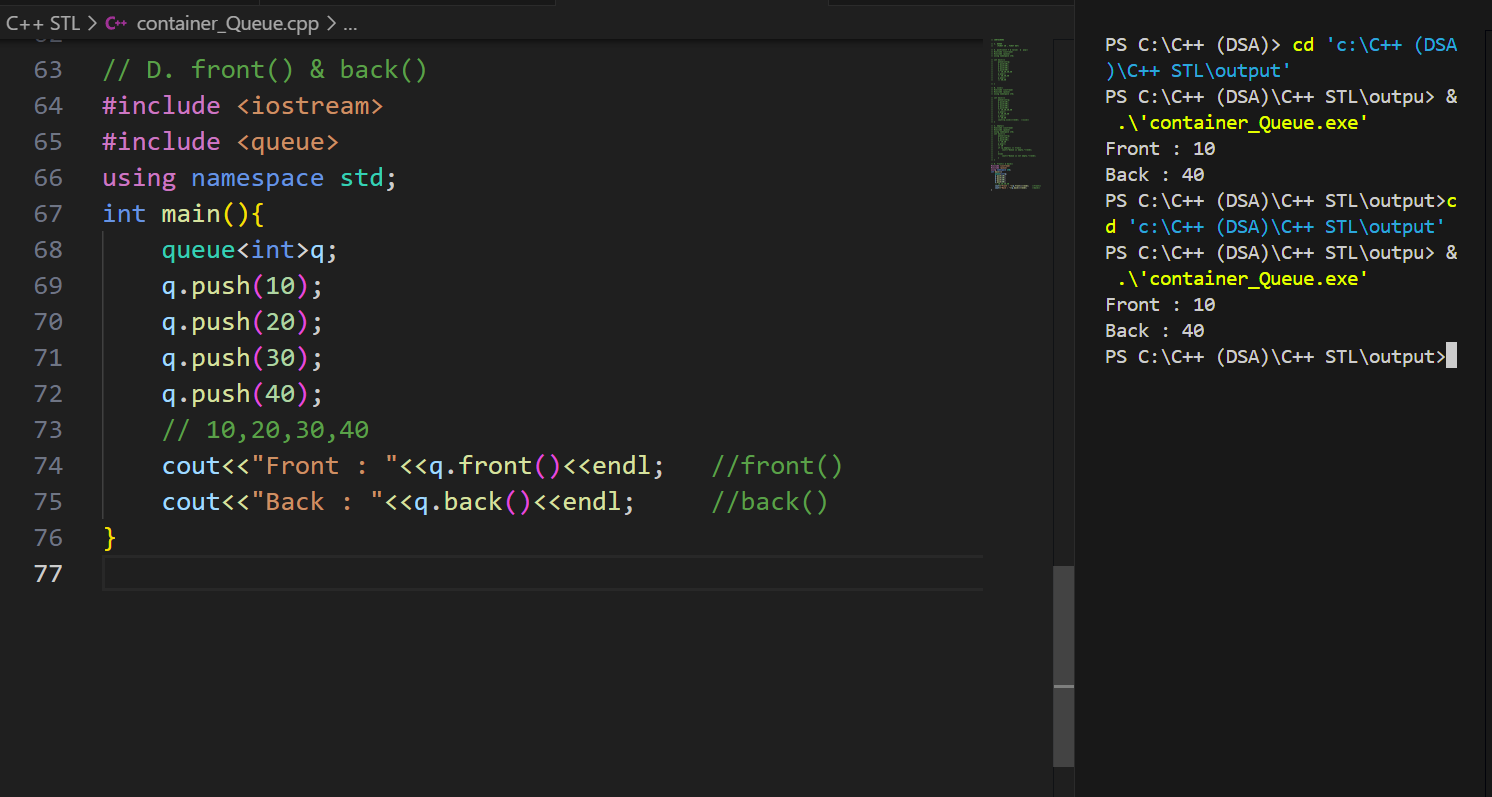 C++ STL > C++ container_Queue.cpp > ...
63 // D. front() & back()
64 #include <iostream>
65 #include <queue>
66 using namespace std;
67 int main(){
68     queue<int>q;
69     q.push(10);
70     q.push(20);
71     q.push(30);
72     q.push(40);
73     // 10,20,30,40
74     cout<<"Front : "<<q.front()<<endl;   //front()
75     cout<<"Back : "<<q.back()<<endl;     //back()
76 }
77
PS C:\C++ (DSA)> cd 'c:\C++ (DSA
)\C++ STL\output'
PS C:\C++ (DSA)\C++ STL\outpu> &
 .\'container_Queue.exe'
Front : 10
Back : 40
PS C:\C++ (DSA)\C++ STL\output>c
d 'c:\C++ (DSA)\C++ STL\output'
PS C:\C++ (DSA)\C++ STL\outpu> &
 .\'container_Queue.exe'
Front : 10
Back : 40
PS C:\C++ (DSA)\C++ STL\output>